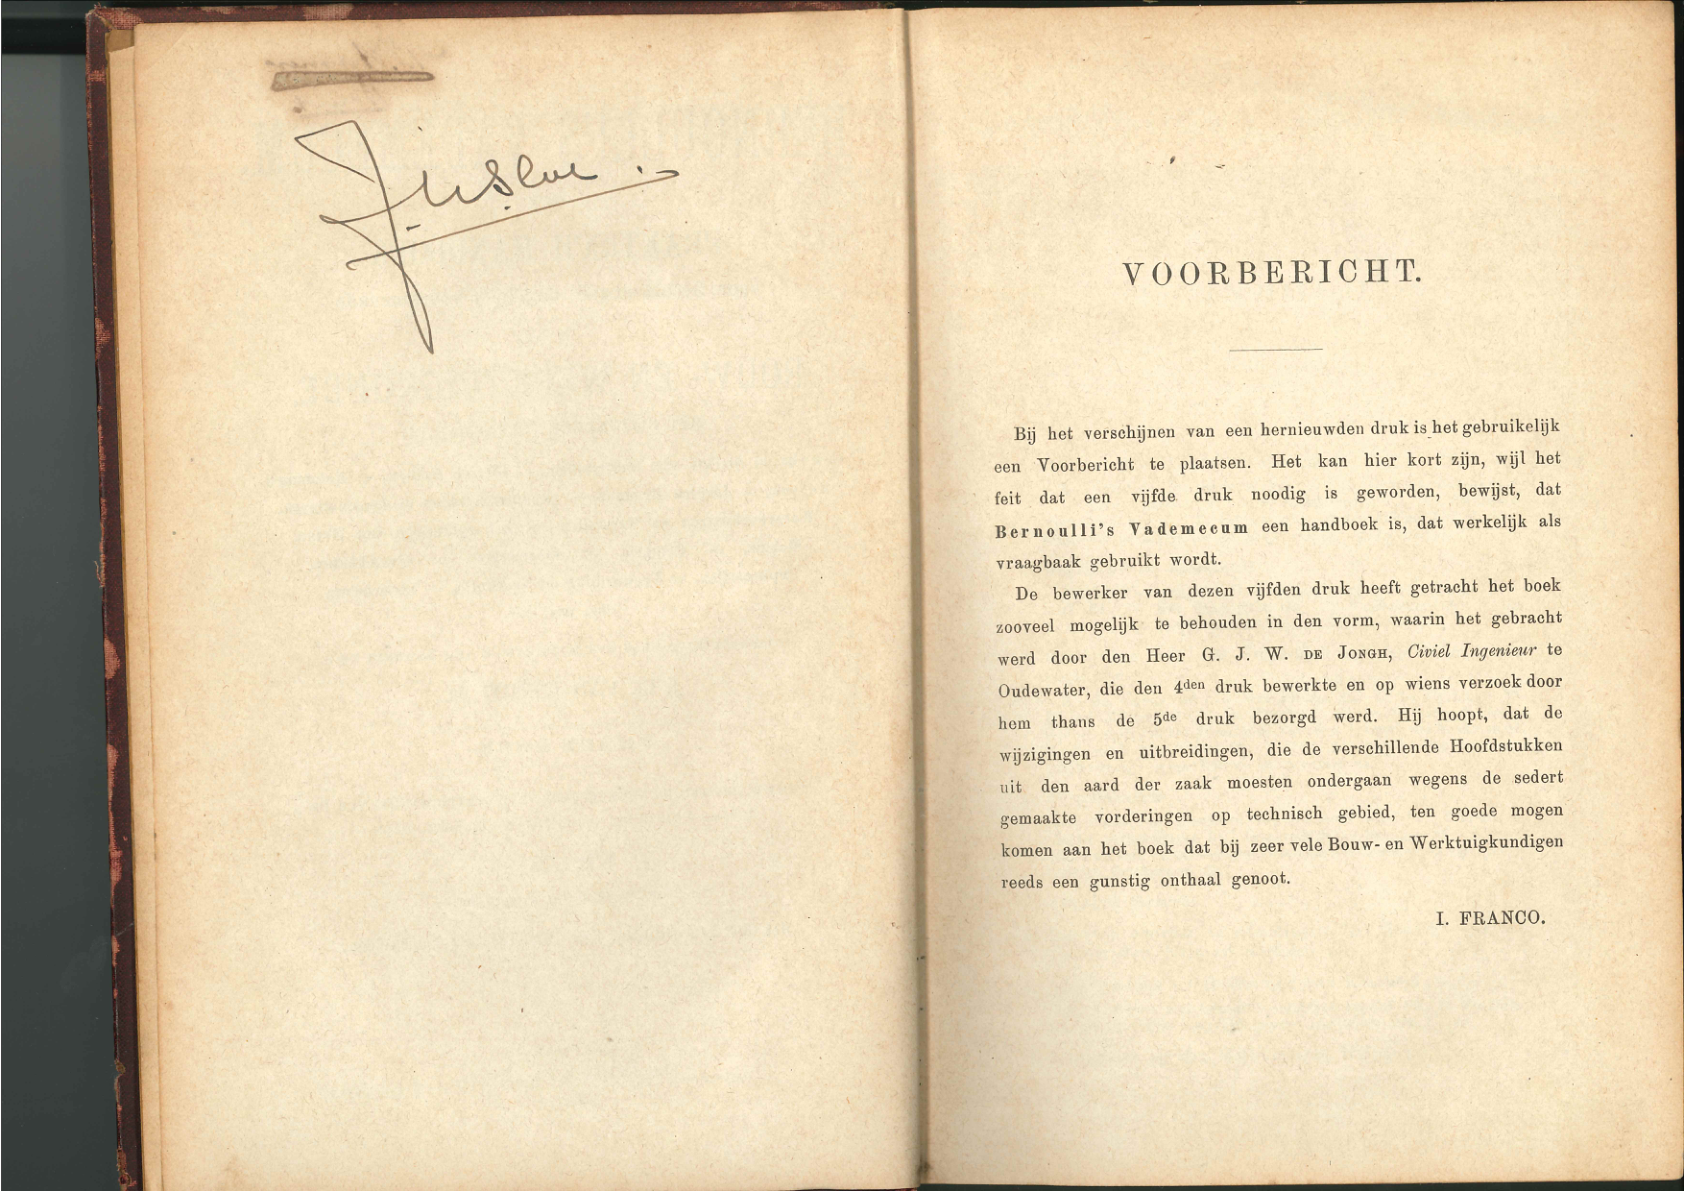 VOORBERICHT.
Bij het verschijnen van een hernieuwden druk is het gebruikelijk
een Voorbericht te plaatsen. Het kan hier kort zijn, wijl het
feit dat een vijfde druk noodig is geworden, bewijst, dat
Bernoulli's Vademecum een handboek is, dat werkelijk als
vraagbaak gebruikt wordt.
De bewerker van dezen vijfden druk heeft getracht het boek
zooveel mogelijk te behouden in den vorm, waarin het gebracht
werd door den Heer G. J. W. DE JONGH, Civiel Ingenieur te
Oudewater, die den 4den druk bewerkte en op wiens verzoek door
hem thans de 5de druk bezorgd werd. Hij hoopt, dat de
wijzigingen en uitbreidingen, die de verschillende Hoofdstukken
uit den aard der zaak moesten ondergaan wegens de sedert
gemaakte vorderingen op technisch gebied, ten goede mogen
komen aan het boek dat bij zeer vele Bouw- en Werktuigkundigen
reeds een gunstig onthaal genoot.
I. FRANCO.